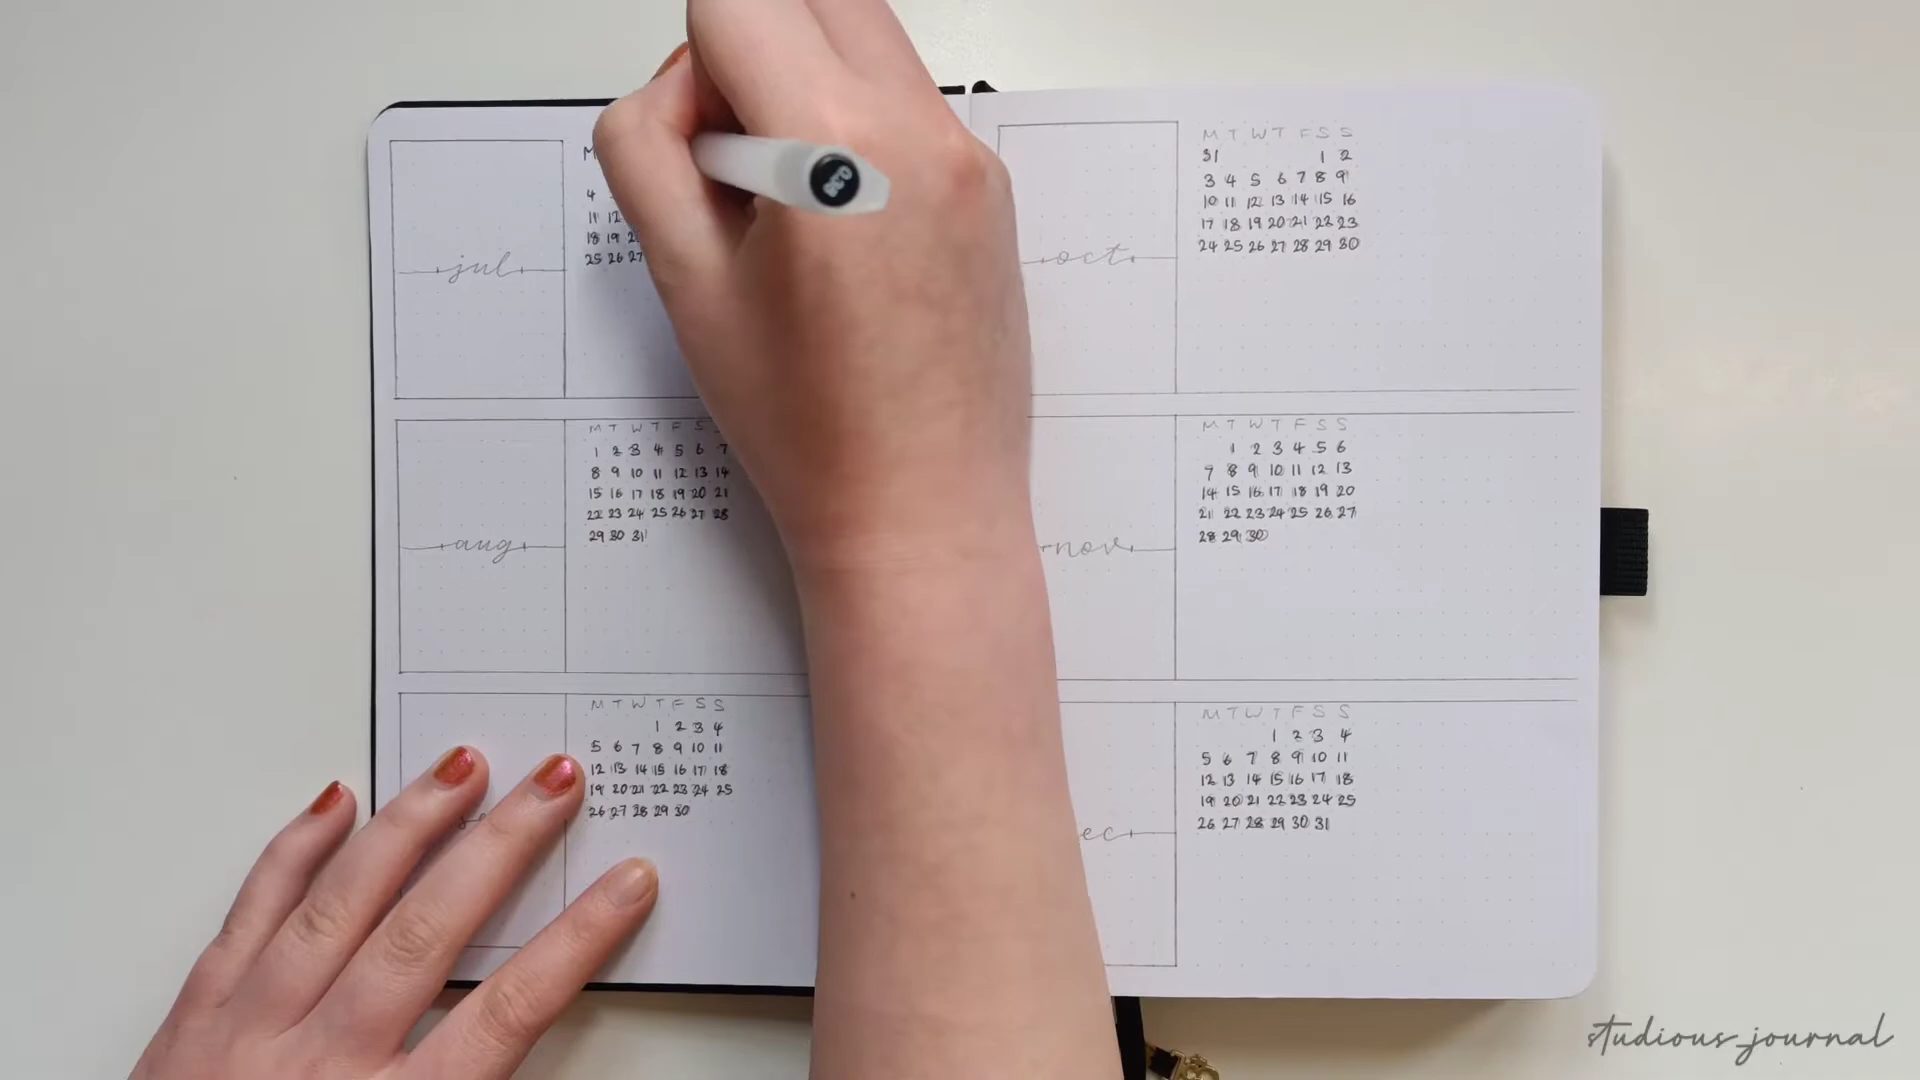 M
4
11 12
18 19
25 26 27
jul
M T W T F S
1 2 3 4 5 6 7
8 9 10 11 12 13 14
15 16 17 18 19 20 21
22 23 24 25 26 27 28
29 30 31
aug
M T W T F S S
1 2 3 4
5 6 7 8 9 10 11
12 13 14 15 16 17 18
19 20 21 22 23 24 25
26 27 28 29 30
0.38
M T W T F S S
31 1 2
3 4 5 6 7 8 9
10 11 12 13 14 15 16
17 18 19 20 21 22 23
24 25 26 27 28 29 30
oct
M T W T F S S
1 2 3 4 5 6
7 8 9 10 11 12 13
14 15 16 17 18 19 20
21 22 23 24 25 26 27
28 29 30
nov
M T W T F S S
1 2 3 4
5 6 7 8 9 10 11
12 13 14 15 16 17 18
19 20 21 22 23 24 25
26 27 28 29 30 31
ec
studious_journal